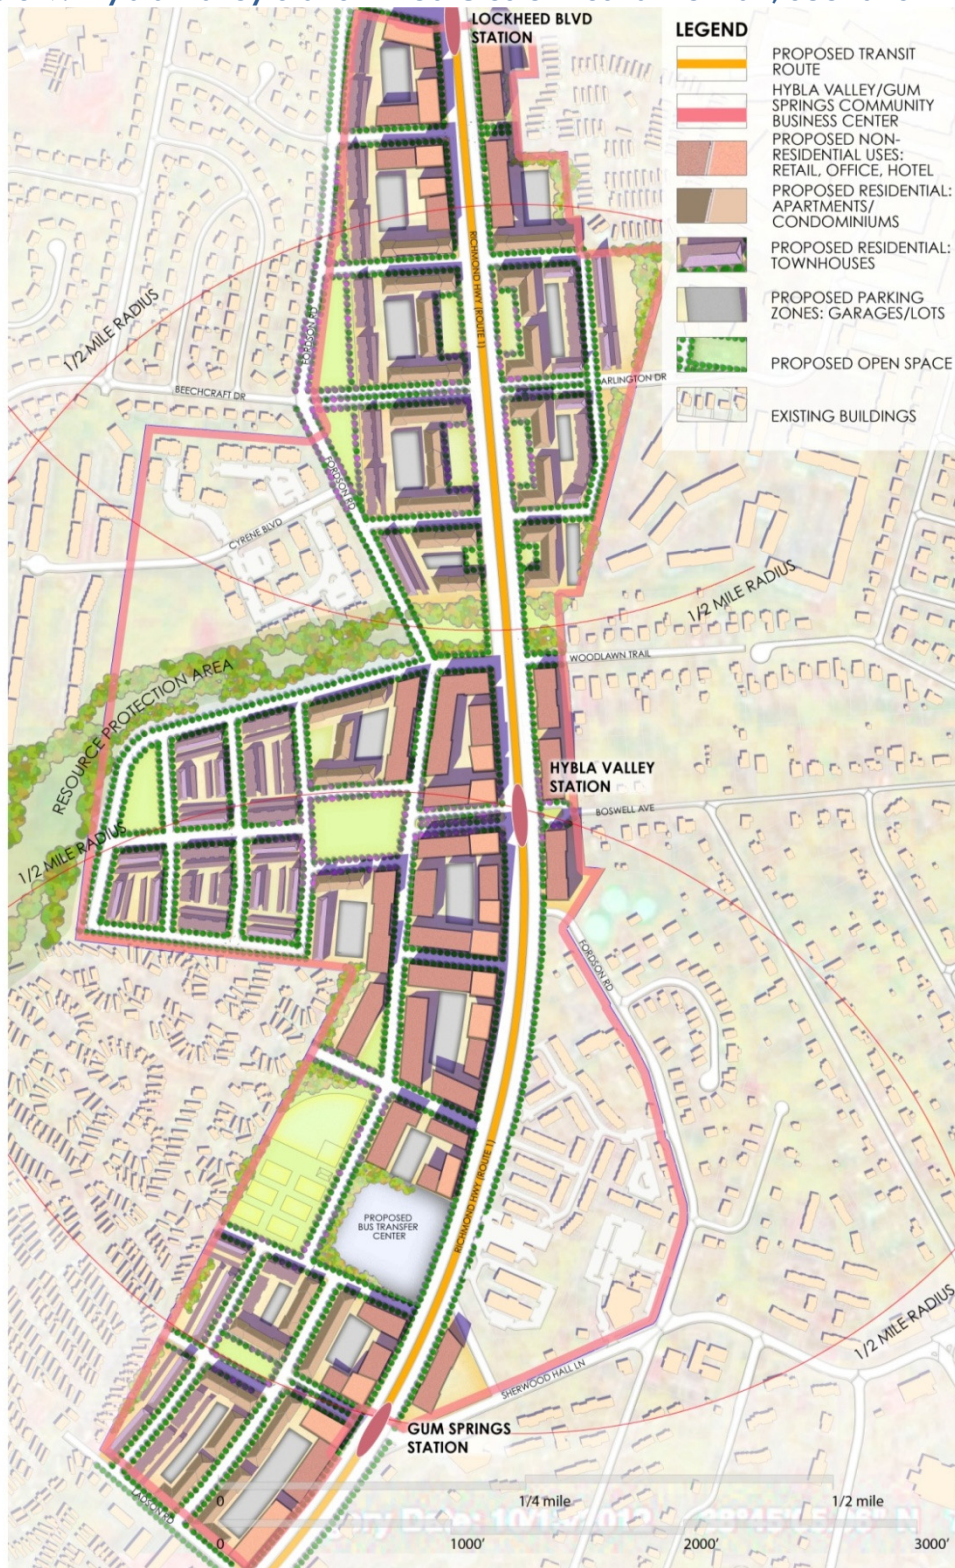 LOCKHEED BLVD
STATION
LEGEND
PROPOSED TRANSIT
ROUTE
HYBLA VALLEY/GUM
SPRINGS COMMUNITY
BUSINESS CENTER
PROPOSED NON-
RESIDENTIAL USES:
RETAIL, OFFICE, HOTEL
PROPOSED RESIDENTIAL:
APARTMENTS/
CONDOMINIUMS
PROPOSED RESIDENTIAL:
TOWNHOUSES
PROPOSED PARKING
ZONES: GARAGES/LOTS
PROPOSED OPEN SPACE
EXISTING BUILDINGS
RICHMOND HWY (ROUTE 1)
FORDSON RD
1/2 MILE RADIUS
BEECHCRAFT DR
ARLINGTON DR
FORDSON RD
CYRENE BLVD
1/2 MILE RADIUS
WOODLAWN TRAIL
RESOURCE PROTECTION AREA
HYBLA VALLEY
STATION
BOSWELL AVE
1/2 MILE RADIUS
FORDSON RD
RICHMOND HWY (ROUTE 1)
PROPOSED
BUS TRANSFER
CENTER
1/2 MILE RADIUS
SHERWOOD HALL LN
GUM SPRINGS
STATION
LADSON RD
0
1/4 mile
1/2 mile
0
1000'
2000'
3000'